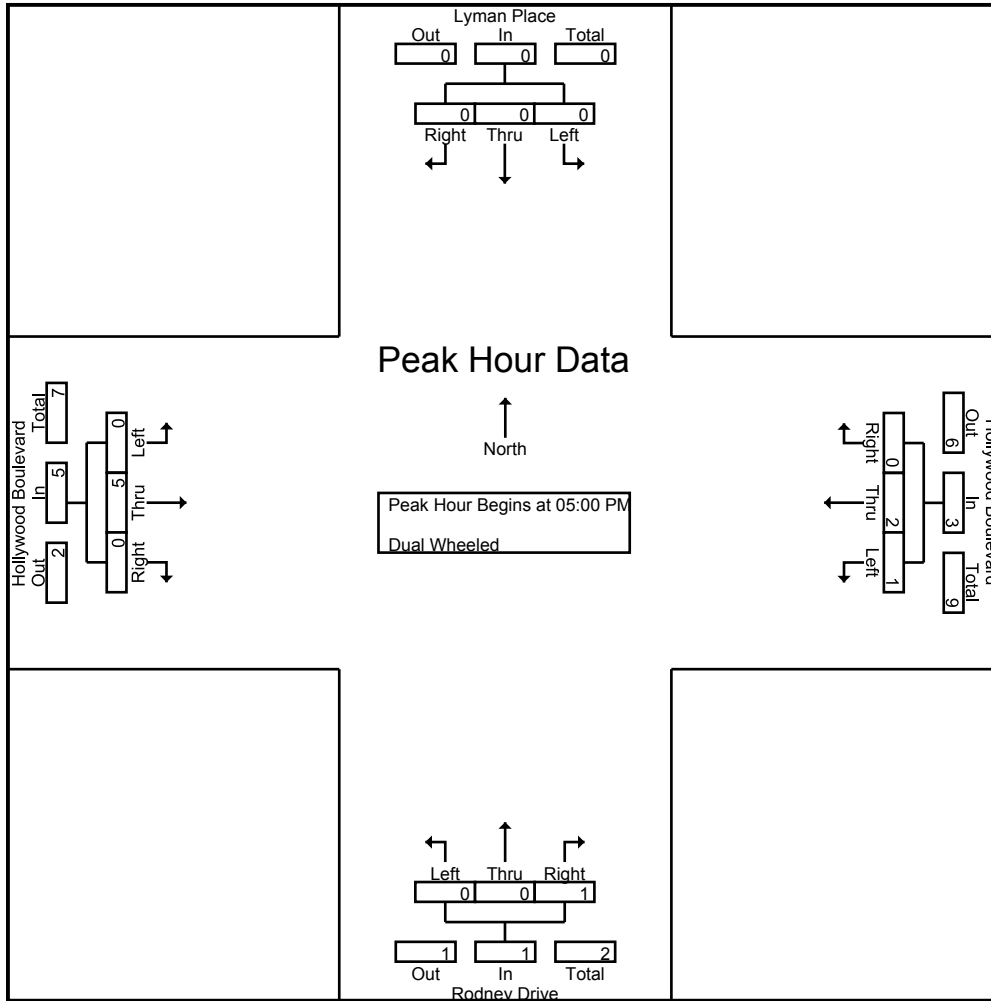 Lyman Place
Out In Total
0 0 0
0 0 0
Right Thru Left
Peak Hour Data
North
Peak Hour Begins at 05:00 PM
Dual Wheeled
Hollywood Boulevard
Out In Total
2 5 7
Left Thru Right
0 5 0
Hollywood Boulevard
Out In Total
6 3 9
Right Thru Left
0 2 1
Left Thru Right
0 0 1
1 1 2
Out In Total
Rodney Drive